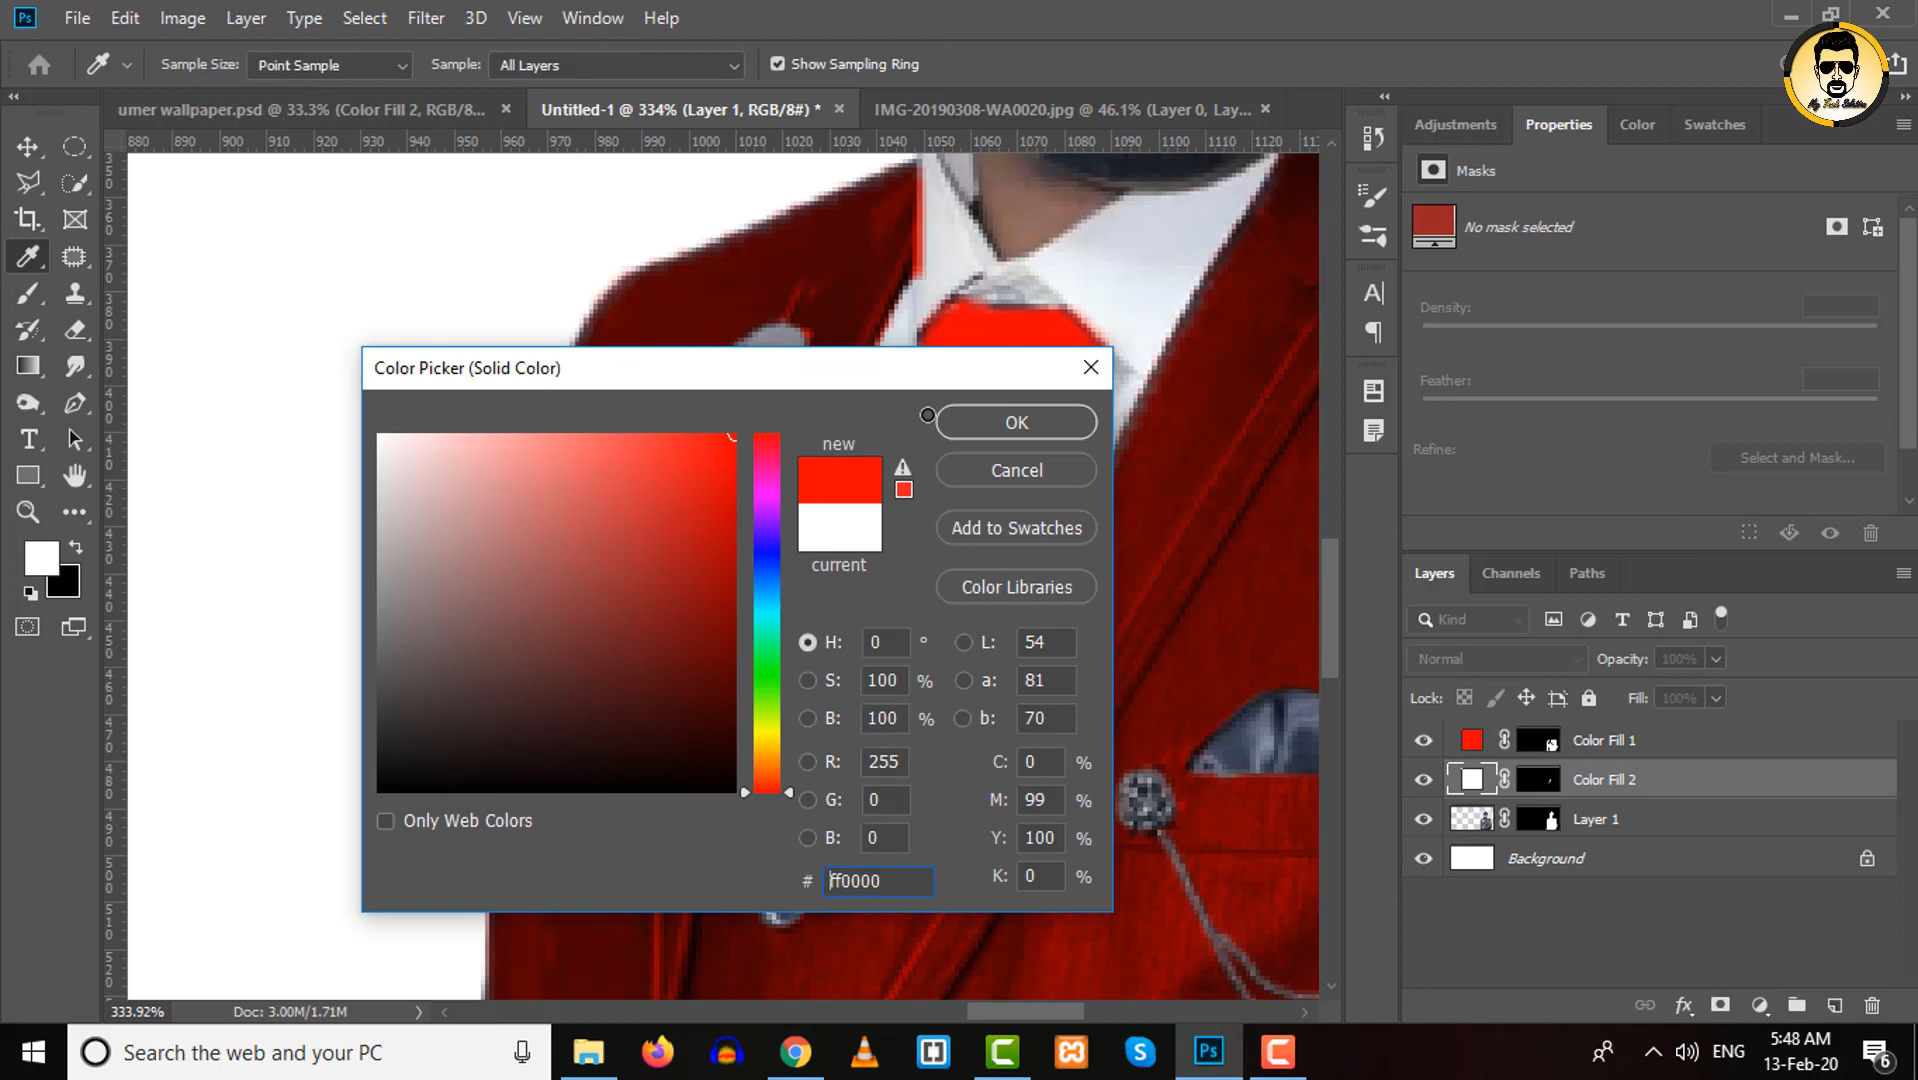 Ps File Edit Image Layer Type Select Filter 3D View Window Help
Sample Size: Point Sample Sample: All Layers Show Sampling Ring
umer wallpaper.psd @ 33.3% (Color Fill 2, RGB/8... × Untitled-1 @ 334% (Layer 1, RGB/8#) * × IMG-20190308-WA0020.jpg @ 46.1% (Layer 0, Lay... ×
880 890 900 910 920 930 940 950 960 970 980 990 1000 1010 1020 1030 1040 1050 1060 1070 1080 1090 1100 1110 1120
Adjustments Properties Color Swatches
Masks
No mask selected
Density:
Feather:
Refine: Select and Mask...
Color Picker (Solid Color)
new
current
OK
Cancel
Add to Swatches
Color Libraries
H: 0 ° L: 54
S: 100 % a: 81
B: 100 % b: 70
R: 255 C: 0 %
G: 0 M: 99 %
B: 0 Y: 100 %
# ff0000 K: 0 %
Only Web Colors
Layers Channels Paths
Kind
Normal Opacity: 100%
Lock: Fill: 100%
Color Fill 1
Color Fill 2
Layer 1
Background
333.92% Doc: 3.00M/1.71M
Search the web and your PC
Ps
ENG
5:48 AM
13-Feb-20
6